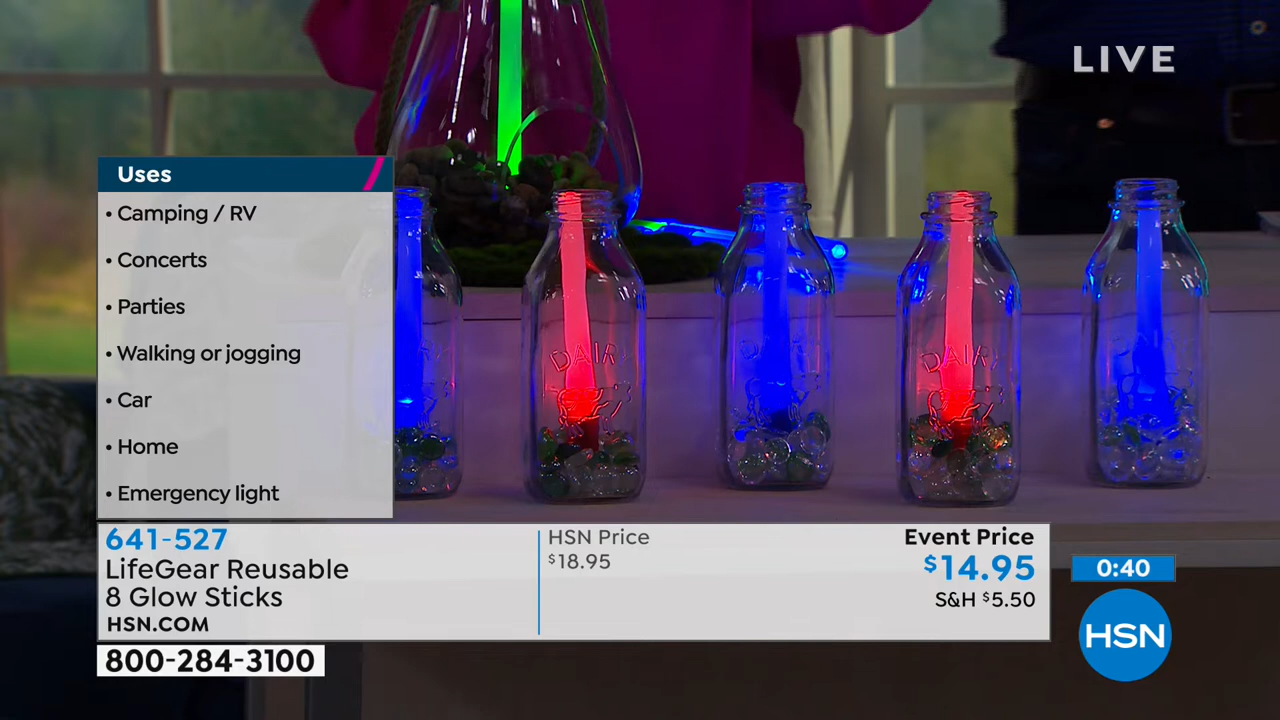 LIVE
Uses
• Camping / RV
• Concerts
• Parties
• Walking or jogging
• Car
• Home
• Emergency light
DAIRY
DAIRY
641-527
LifeGear Reusable
8 Glow Sticks
HSN.COM
HSN Price
$18.95
Event Price
$14.95
S&H $5.50
0:40
HSN
800-284-3100